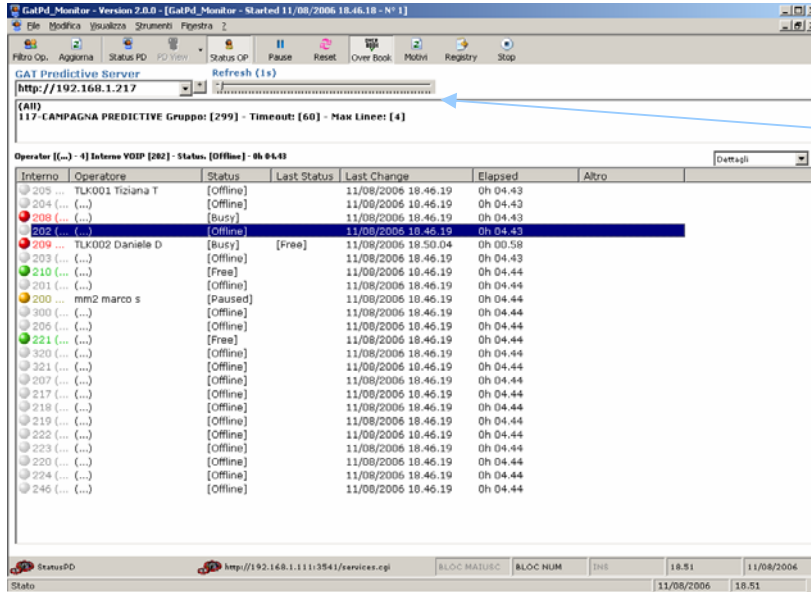 GatPd_Monitor - Version 2.0.0 - [GatPd_Monitor - Started 11/08/2006 18.46.18 - N° 1]
File Modifica Visualizza Strumenti Finestra ?
Filtro Op. Aggiorna Status PD PD View Status OP Pause Reset Over Book Motivi Registry Stop
GAT Predictive Server Refresh (1s)
http://192.168.1.217
(All)
117-CAMPAGNA PREDICTIVE Gruppo: [299] - Timeout: [60] - Max Linee: [4]
Operator [(...) - 4] Interno VOIP [202] - Status. [Offline] - 0h 04.43 Dettagli
Interno Operatore Status Last Status Last Change Elapsed Altro
205 ... TLK001 Tiziana T [Offline] 11/08/2006 18.46.19 0h 04.43
204 (... (...) [Offline] 11/08/2006 18.46.19 0h 04.43
208 (... (...) [Busy] 11/08/2006 18.46.19 0h 04.43
202 (... (...) [Offline] 11/08/2006 18.46.19 0h 04.43
209 ... TLK002 Daniele D [Busy] [Free] 11/08/2006 18.50.04 0h 00.58
203 (... (...) [Offline] 11/08/2006 18.46.19 0h 04.43
210 (... (...) [Free] 11/08/2006 18.46.19 0h 04.44
201 (... (...) [Offline] 11/08/2006 18.46.19 0h 04.44
200 ... mm2 marco s [Paused] 11/08/2006 18.46.19 0h 04.44
300 (... (...) [Offline] 11/08/2006 18.46.19 0h 04.44
206 (... (...) [Offline] 11/08/2006 18.46.19 0h 04.44
221 (... (...) [Free] 11/08/2006 18.46.19 0h 04.44
320 (... (...) [Offline] 11/08/2006 18.46.19 0h 04.44
321 (... (...) [Offline] 11/08/2006 18.46.19 0h 04.44
207 (... (...) [Offline] 11/08/2006 18.46.19 0h 04.44
217 (... (...) [Offline] 11/08/2006 18.46.19 0h 04.44
218 (... (...) [Offline] 11/08/2006 18.46.19 0h 04.44
219 (... (...) [Offline] 11/08/2006 18.46.19 0h 04.44
222 (... (...) [Offline] 11/08/2006 18.46.19 0h 04.44
223 (... (...) [Offline] 11/08/2006 18.46.19 0h 04.44
220 (... (...) [Offline] 11/08/2006 18.46.19 0h 04.44
224 (... (...) [Offline] 11/08/2006 18.46.19 0h 04.44
246 (... (...) [Offline] 11/08/2006 18.46.19 0h 04.44
StatusPD http://192.168.1.111:3541/services.cgi BLOC MAIUSC BLOC NUM INS 18.51 11/08/2006
Stato 11/08/2006 18.51